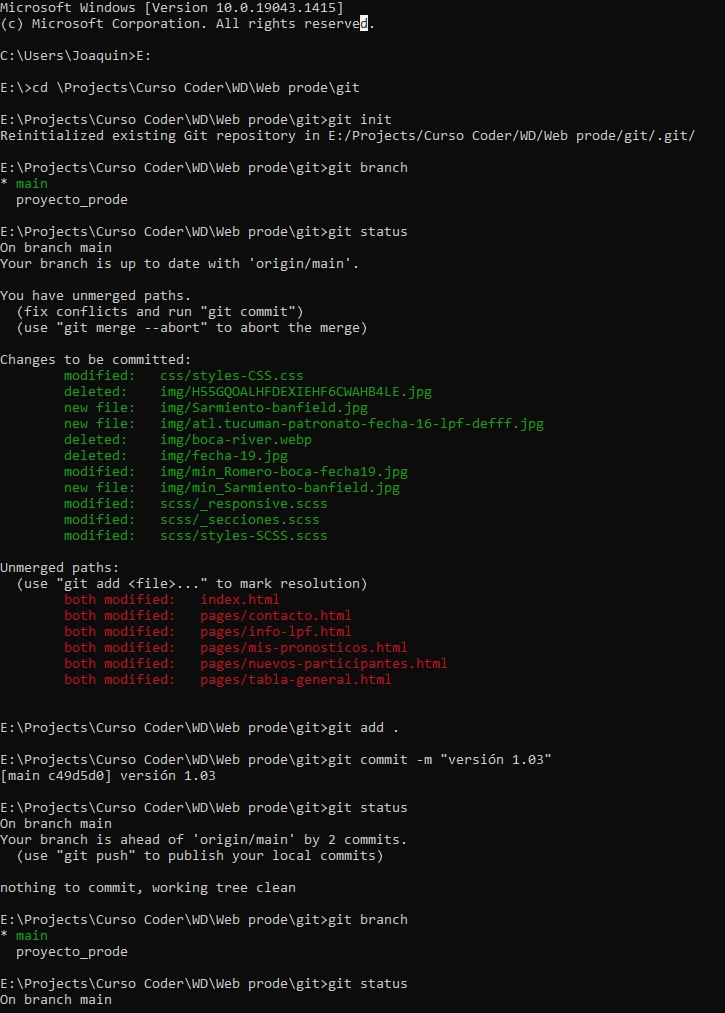 Microsoft Windows [Version 10.0.19043.1415]
(c) Microsoft Corporation. All rights reserved.
C:\Users\Joaquin>E:
E:\>cd \Projects\Curso Coder\WD\Web prode\git
E:\Projects\Curso Coder\WD\Web prode\git>git init
Reinitialized existing Git repository in E:/Projects/Curso Coder/WD/Web prode/git/.git/
E:\Projects\Curso Coder\WD\Web prode\git>git branch
* main
  proyecto_prode
E:\Projects\Curso Coder\WD\Web prode\git>git status
On branch main
Your branch is up to date with 'origin/main'.
You have unmerged paths.
  (fix conflicts and run "git commit")
  (use "git merge --abort" to abort the merge)
Changes to be committed:
        modified:   css/styles-CSS.css
        deleted:    img/H55GQOALHFDEXIEHF6CWAHB4LE.jpg
        new file:   img/Sarmiento-banfield.jpg
        new file:   img/atl.tucuman-patronato-fecha-16-lpf-defff.jpg
        deleted:    img/boca-river.webp
        deleted:    img/fecha-19.jpg
        modified:   img/min_Romero-boca-fecha19.jpg
        new file:   img/min_Sarmiento-banfield.jpg
        modified:   scss/_responsive.scss
        modified:   scss/_secciones.scss
        modified:   scss/styles-SCSS.scss
Unmerged paths:
  (use "git add <file>..." to mark resolution)
        both modified:   index.html
        both modified:   pages/contacto.html
        both modified:   pages/info-lpf.html
        both modified:   pages/mis-pronosticos.html
        both modified:   pages/nuevos-participantes.html
        both modified:   pages/tabla-general.html
E:\Projects\Curso Coder\WD\Web prode\git>git add .
E:\Projects\Curso Coder\WD\Web prode\git>git commit -m "versión 1.03"
[main c49d5d0] versión 1.03
E:\Projects\Curso Coder\WD\Web prode\git>git status
On branch main
Your branch is ahead of 'origin/main' by 2 commits.
  (use "git push" to publish your local commits)
nothing to commit, working tree clean
E:\Projects\Curso Coder\WD\Web prode\git>git branch
* main
  proyecto_prode
E:\Projects\Curso Coder\WD\Web prode\git>git status
On branch main